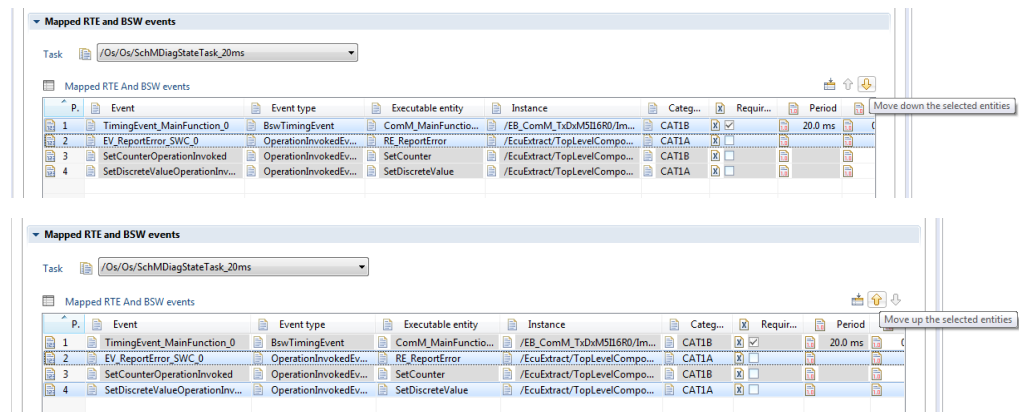 Mapped RTE and BSW events
Task /Os/Os/SchMDiagStateTask_20ms
Mapped RTE And BSW events
P. Event Event type Executable entity Instance Categ... Requir... Period
Move down the selected entities
1 TimingEvent_MainFunction_0 BswTimingEvent ComM_MainFunctio... /EB_ComM_TxDxM5I16R0/Im... CAT1B 20.0 ms
2 EV_ReportError_SWC_0 OperationInvokedEv... RE_ReportError /EcuExtract/TopLevelCompo... CAT1A
3 SetCounterOperationInvoked OperationInvokedEv... SetCounter /EcuExtract/TopLevelCompo... CAT1B
4 SetDiscreteValueOperationInv... OperationInvokedEv... SetDiscreteValue /EcuExtract/TopLevelCompo... CAT1A
Mapped RTE and BSW events
Task /Os/Os/SchMDiagStateTask_20ms
Mapped RTE And BSW events
P. Event Event type Executable entity Instance Categ... Requir... Period
Move up the selected entities
1 TimingEvent_MainFunction_0 BswTimingEvent ComM_MainFunctio... /EB_ComM_TxDxM5I16R0/Im... CAT1B 20.0 ms
2 EV_ReportError_SWC_0 OperationInvokedEv... RE_ReportError /EcuExtract/TopLevelCompo... CAT1A
3 SetCounterOperationInvoked OperationInvokedEv... SetCounter /EcuExtract/TopLevelCompo... CAT1B
4 SetDiscreteValueOperationInv... OperationInvokedEv... SetDiscreteValue /EcuExtract/TopLevelCompo... CAT1A